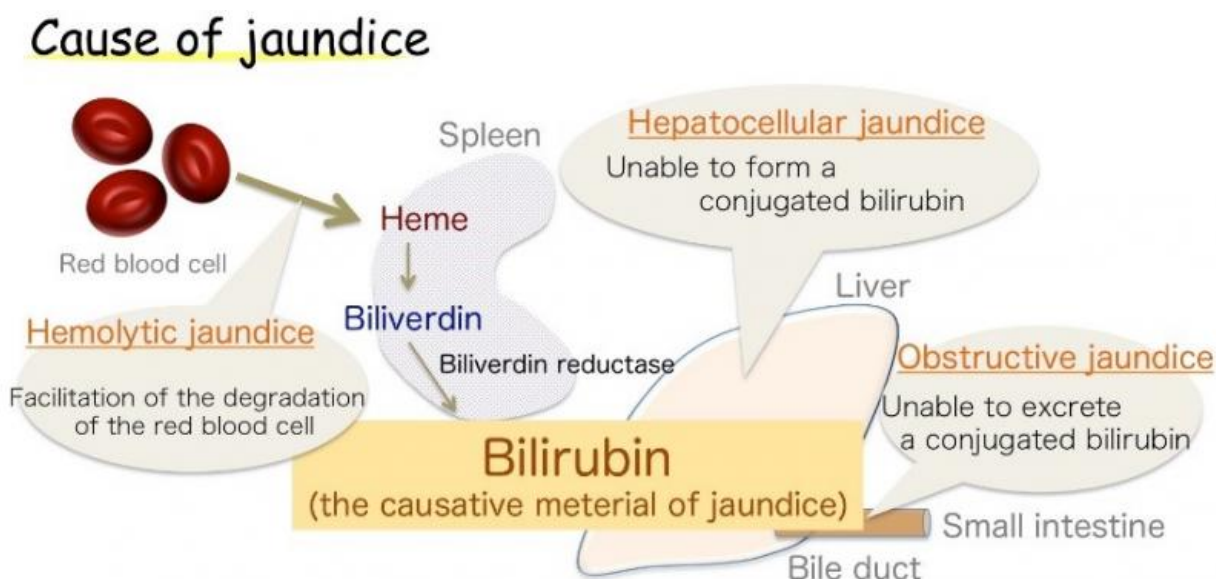 Cause of jaundice
Spleen
Heme
Red blood cell
Biliverdin
Biliverdin reductase
Hemolytic jaundice
Facilitation of the degradation
of the red blood cell
Hepatocellular jaundice
Unable to form a
conjugated bilirubin
Liver
Obstructive jaundice
Unable to excrete
a conjugated bilirubin
Bilirubin
(the causative meterial of jaundice)
Small intestine
Bile duct